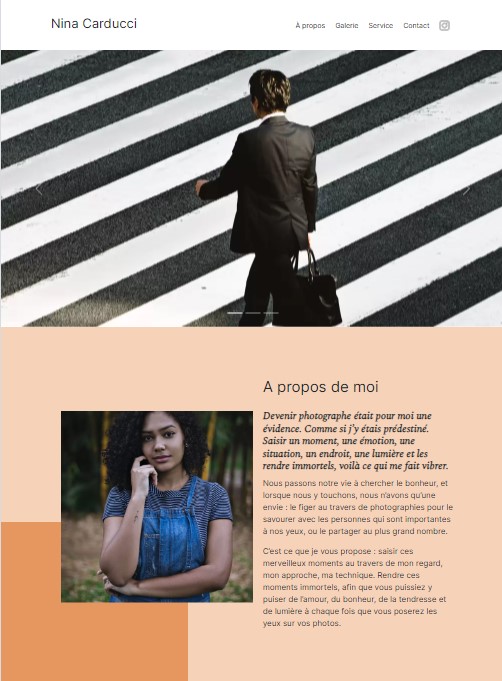 Nina Carducci
À propos Galerie Service Contact
A propos de moi
Devenir photographe était pour moi une
évidence. Comme si j'y étais prédestiné.
Saisir un moment, une émotion, une
situation, un endroit, une lumière et les
rendre immortels, voilà ce qui me fait vibrer.
Nous passons notre vie à chercher le bonheur, et
lorsque nous y touchons, nous n'avons qu'une
envie : le figer au travers de photographies pour le
savourer avec les personnes qui sont importantes
à nos yeux, ou le partager au plus grand nombre.
C'est ce que je vous propose : saisir ces
merveilleux moments au travers de mon regard,
mon approche, ma technique. Rendre ces
moments immortels, afin que vous puissiez y
puiser de l'amour, du bonheur, de la tendresse et
de lumière à chaque fois que vous poserez les
yeux sur vos photos.